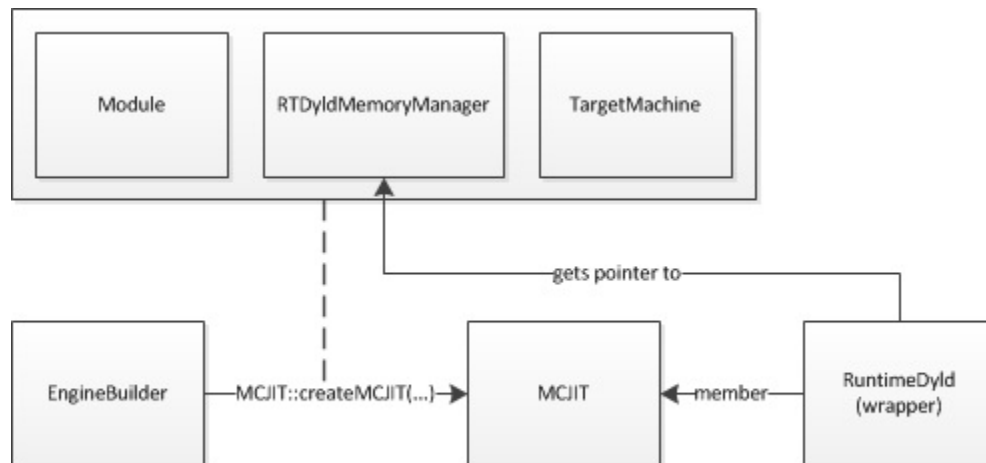 Module
RTDyldMemoryManager
TargetMachine
gets pointer to
EngineBuilder
MCJIT::createMCJIT(...)
MCJIT
member
RuntimeDyld
(wrapper)